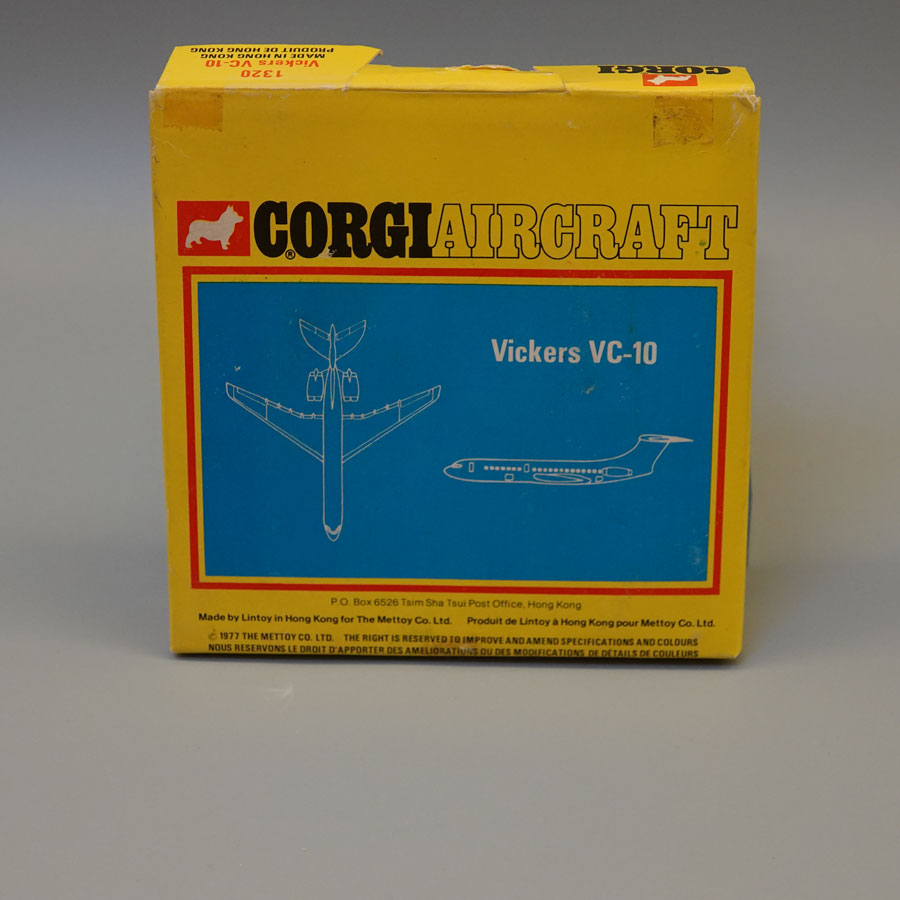 1320
Vickers VC-10
MADE IN HONG KONG
PRODUIT DE HONG KONG
CORGI
CORGI AIRCRAFT
®
Vickers VC-10
P.O. Box 6526 Tsim Sha Tsui Post Office, Hong Kong
Made by Lintoy in Hong Kong for The Mettoy Co. Ltd. Produit de Lintoy à Hong Kong pour Mettoy Co. Ltd.
© 1977 THE METTOY CO. LTD. THE RIGHT IS RESERVED TO IMPROVE AND AMEND SPECIFICATIONS AND COLOURS
NOUS RESERVONS LE DROIT D'APPORTER DES AMELIORATIONS OU DES MODIFICATIONS DE DETAILS DE COULEURS